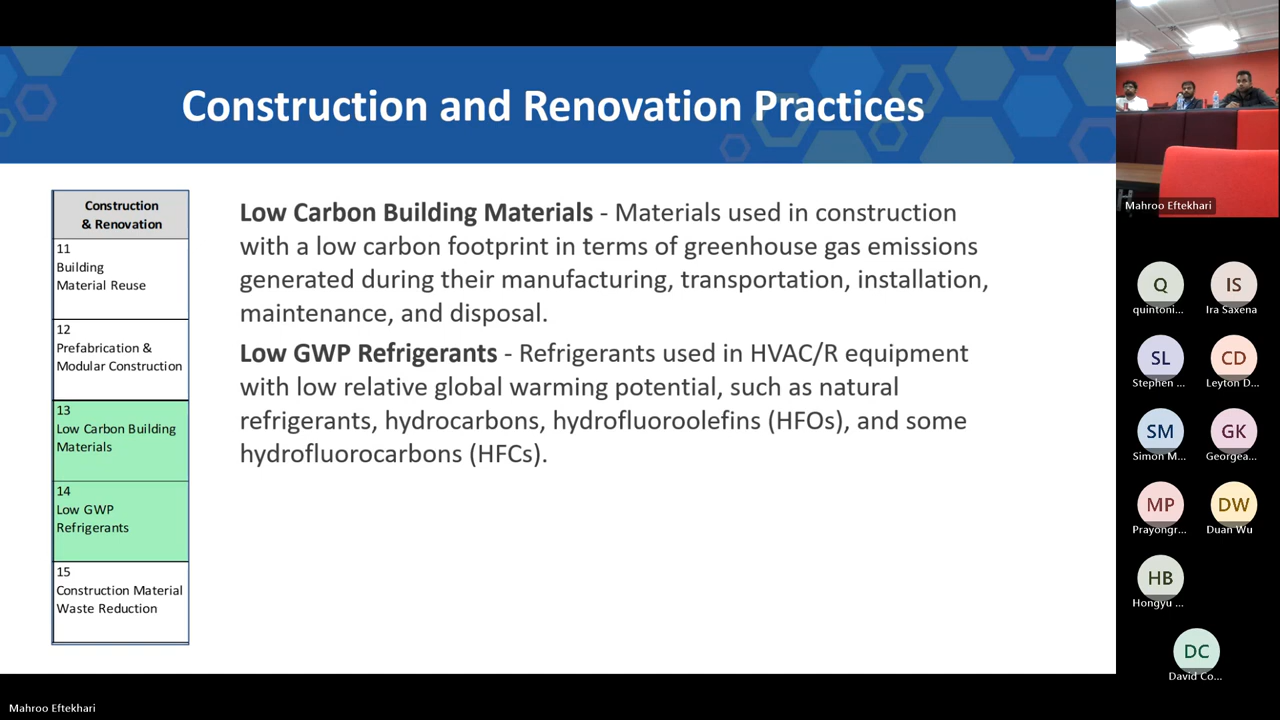 Construction and Renovation Practices
Construction
& Renovation
11
Building
Material Reuse
12
Prefabrication &
Modular Construction
13
Low Carbon Building
Materials
14
Low GWP
Refrigerants
15
Construction Material
Waste Reduction
Low Carbon Building Materials - Materials used in construction
with a low carbon footprint in terms of greenhouse gas emissions
generated during their manufacturing, transportation, installation,
maintenance, and disposal.
Low GWP Refrigerants - Refrigerants used in HVAC/R equipment
with low relative global warming potential, such as natural
refrigerants, hydrocarbons, hydrofluoroolefins (HFOs), and some
hydrofluorocarbons (HFCs).
Mahroo Eftekhari
Q
quintoni...
IS
Ira Saxena
SL
Stephen ...
CD
Leyton D...
SM
Simon M...
GK
Georgea...
MP
Prayongr...
DW
Duan Wu
HB
Hongyu ...
DC
David Co...
Mahroo Eftekhari